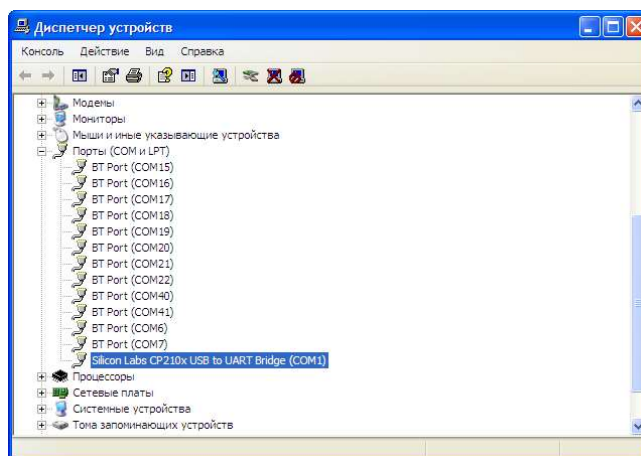 Диспетчер устройств
Консоль Действие Вид Справка
Модемы
Мониторы
Мыши и иные указывающие устройства
Порты (COM и LPT)
BT Port (COM15)
BT Port (COM16)
BT Port (COM17)
BT Port (COM18)
BT Port (COM19)
BT Port (COM20)
BT Port (COM21)
BT Port (COM22)
BT Port (COM40)
BT Port (COM41)
BT Port (COM6)
BT Port (COM7)
Silicon Labs CP210x USB to UART Bridge (COM1)
Процессоры
Сетевые платы
Системные устройства
Тома запоминающих устройств